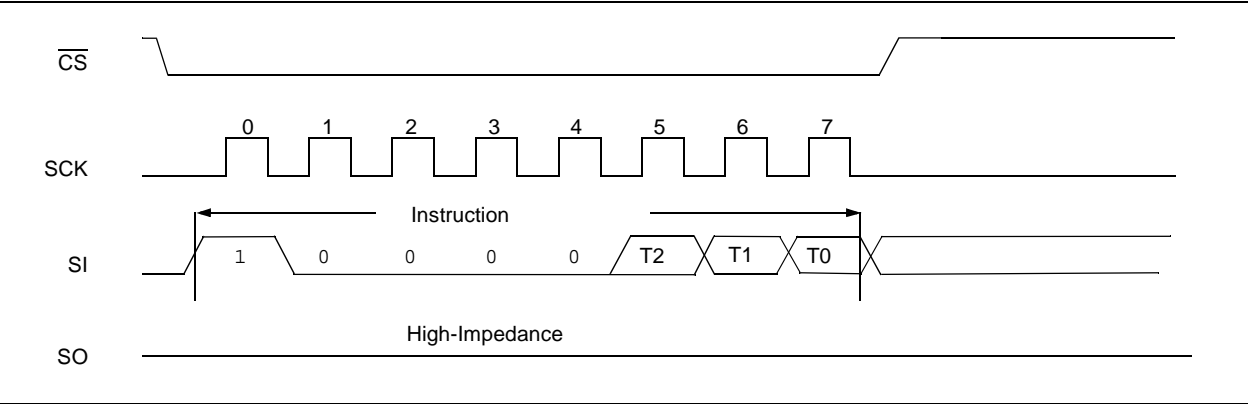 CS
0 1 2 3 4 5 6 7
SCK
Instruction
SI 1 0 0 0 0 T2 T1 T0
High-Impedance
SO